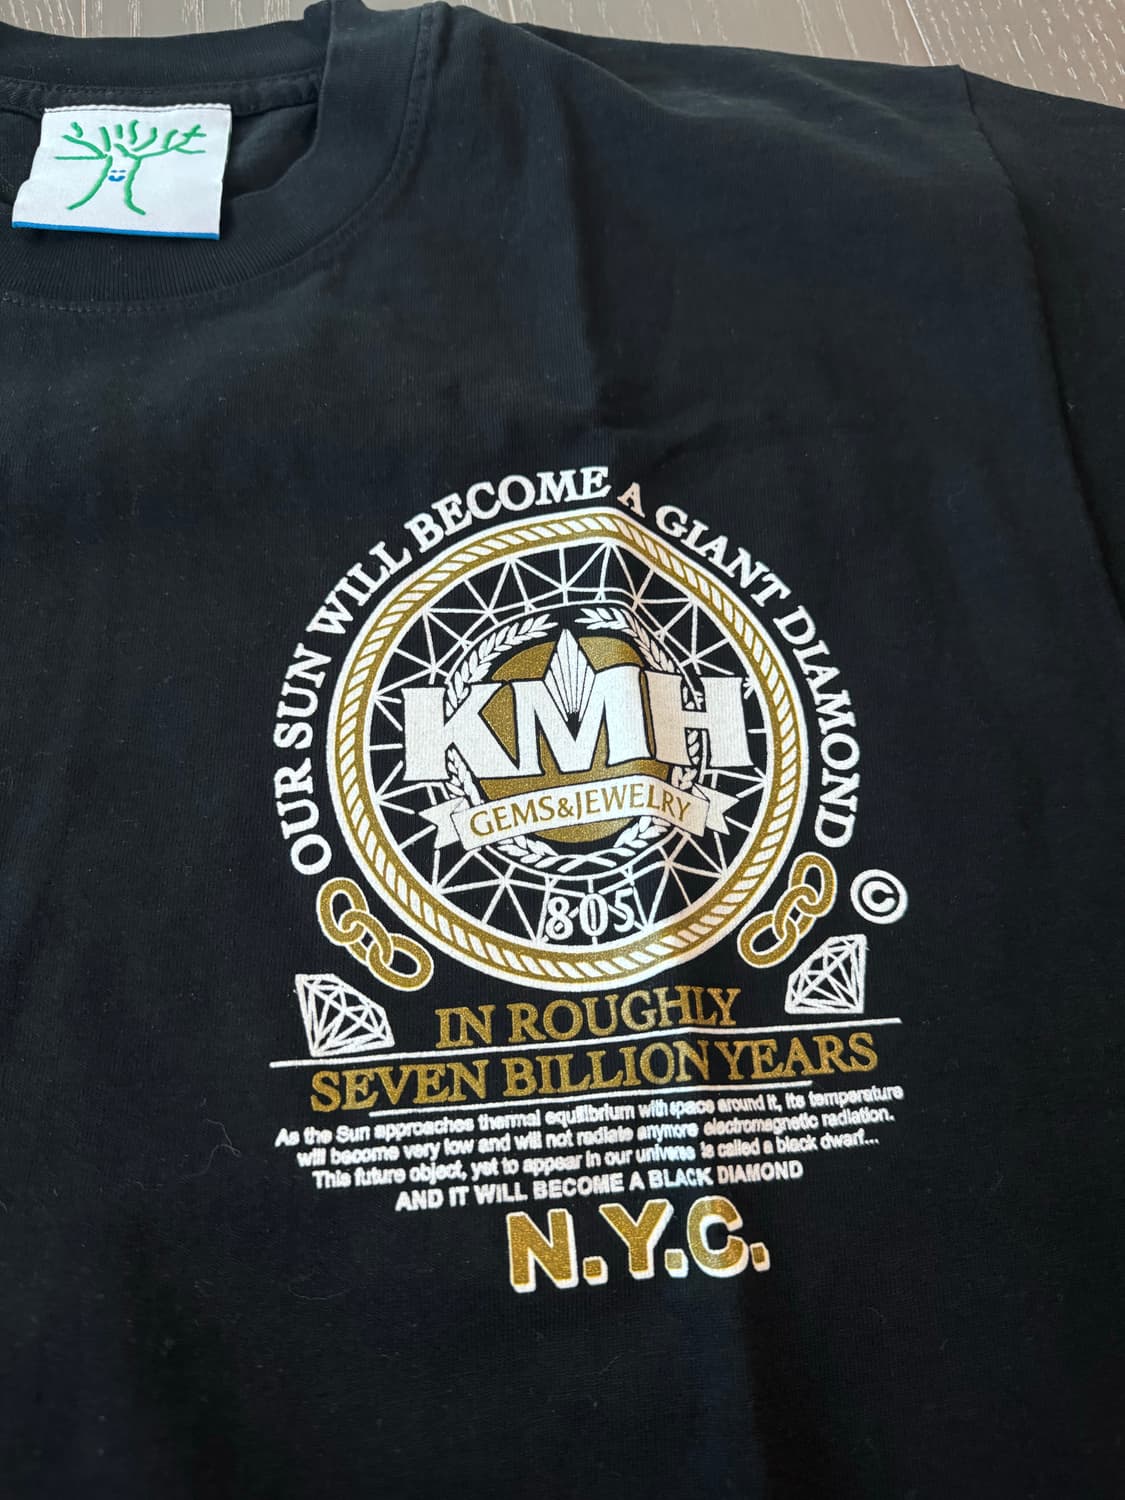 OUR SUN WILL BECOME A GIANT DIAMOND
KMH
GEMS&JEWELRY
805
©
IN ROUGHLY
SEVEN BILLION YEARS
As the Sun approaches thermal equilibrium with space around it, its temperature
will become very low and will not radiate anymore electromagnetic radiation.
This future object, yet to appear in our universe is called a black dwarf...
AND IT WILL BECOME A BLACK DIAMOND
N.Y.C.